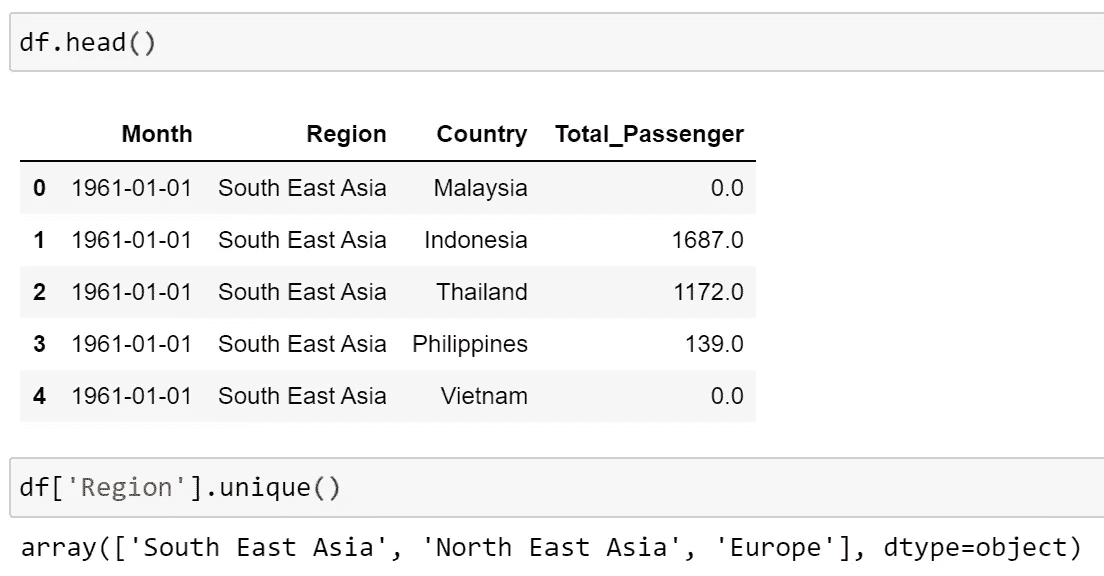 df.head()
Month Region Country Total_Passenger
0 1961-01-01 South East Asia Malaysia 0.0
1 1961-01-01 South East Asia Indonesia 1687.0
2 1961-01-01 South East Asia Thailand 1172.0
3 1961-01-01 South East Asia Philippines 139.0
4 1961-01-01 South East Asia Vietnam 0.0
df['Region'].unique()
array(['South East Asia', 'North East Asia', 'Europe'], dtype=object)